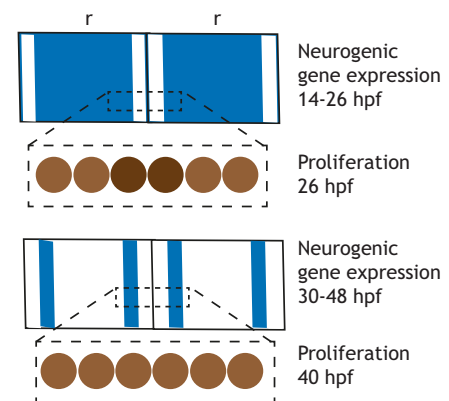 r r
Neurogenic
gene expression
14-26 hpf
Proliferation
26 hpf
Neurogenic
gene expression
30-48 hpf
Proliferation
40 hpf